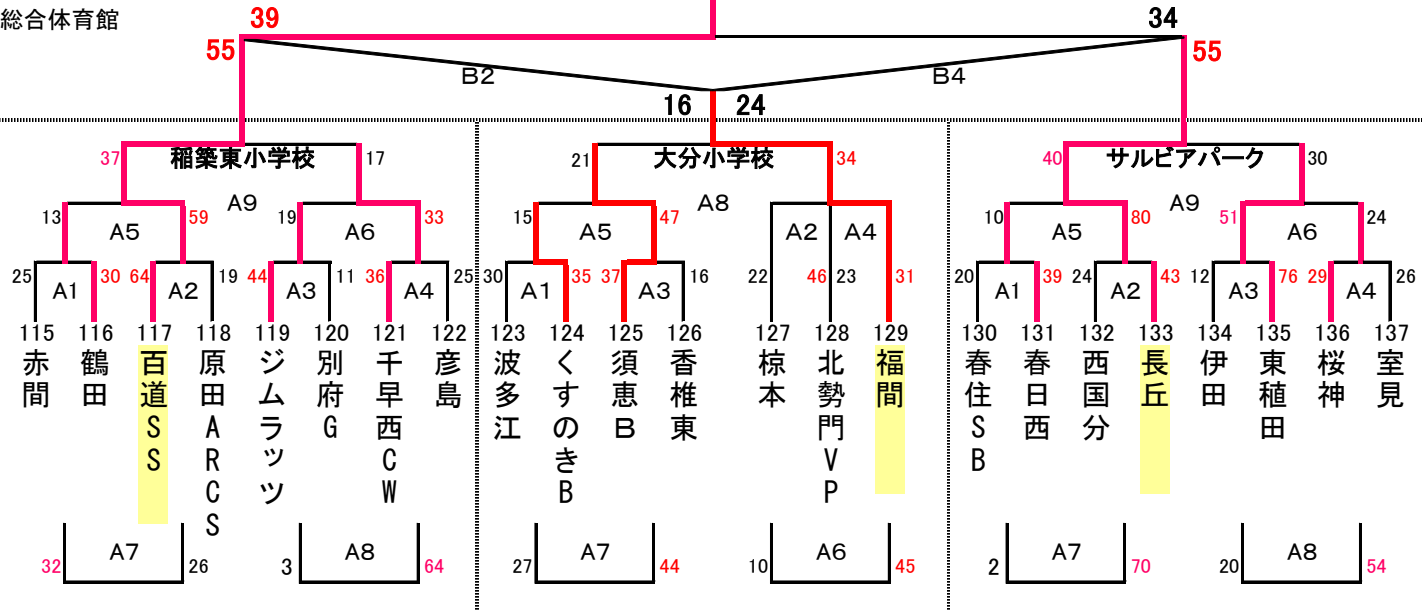 総合体育館
39 34
55 55
B2 B4
16 24
37 稲築東小学校 17 21 大分小学校 34 40 サルビアパーク 30
A9 A8 A9
13 59 19 33 15 47 10 80 51 24
A5 A6 A5 A2 A4 A5 A6
25 30 64 19 44 11 36 25 30 35 37 16 22 46 23 31 20 39 24 43 12 76 29 26
A1 A2 A3 A4 A1 A3 A1 A2 A3 A4
115 116 117 118 119 120 121 122 123 124 125 126 127 128 129 130 131 132 133 134 135 136 137
赤間
鶴田
百道SS
原田ARCS
ジムラッツ
別府G
千早西CW
彦島
波多江
くすのきB
須恵B
香椎東
椋本
北勢門VP
福間
春住SB
春日西
西国分
長丘
伊田
東稙田
桜神
室見
A7 A8 A7 A6 A7 A8
32 26 3 64 27 44 10 45 2 70 20 54